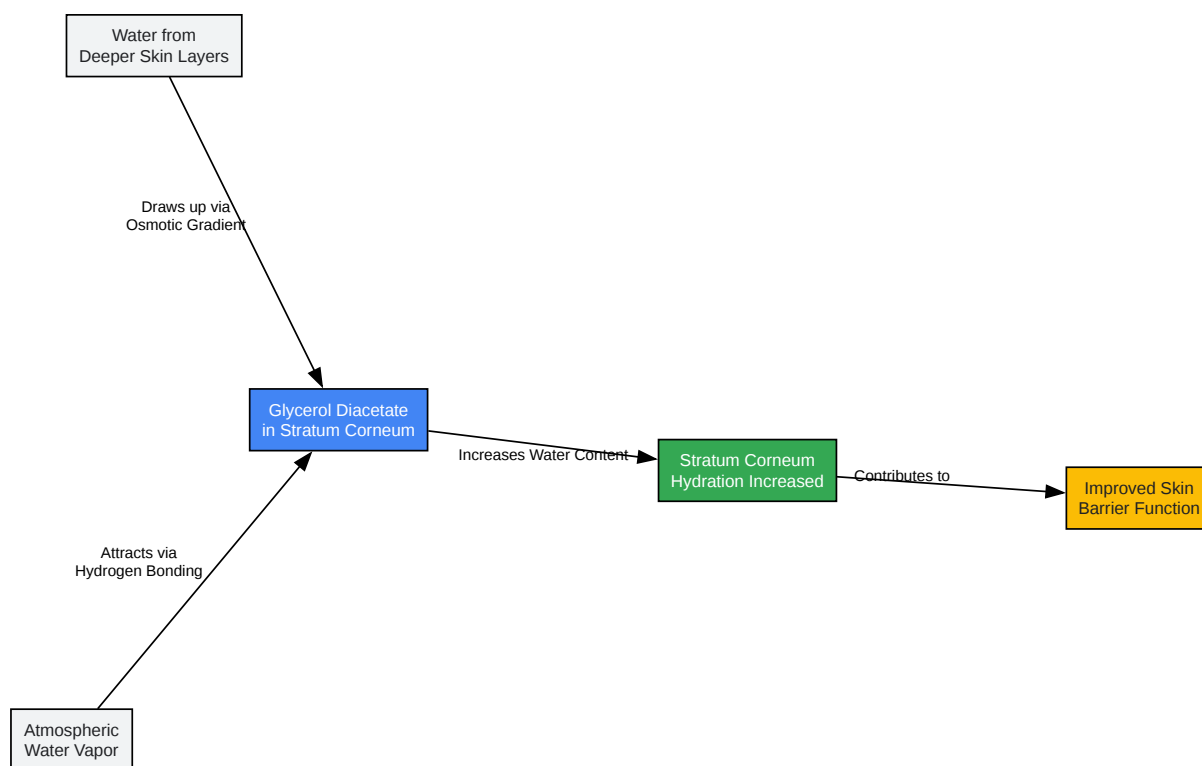 Water from
Deeper Skin Layers
Draws up via
Osmotic Gradient
Glycerol Diacetate
in Stratum Corneum
Increases Water Content
Stratum Corneum
Hydration Increased
Contributes to
Improved Skin
Barrier Function
Attracts via
Hydrogen Bonding
Atmospheric
Water Vapor